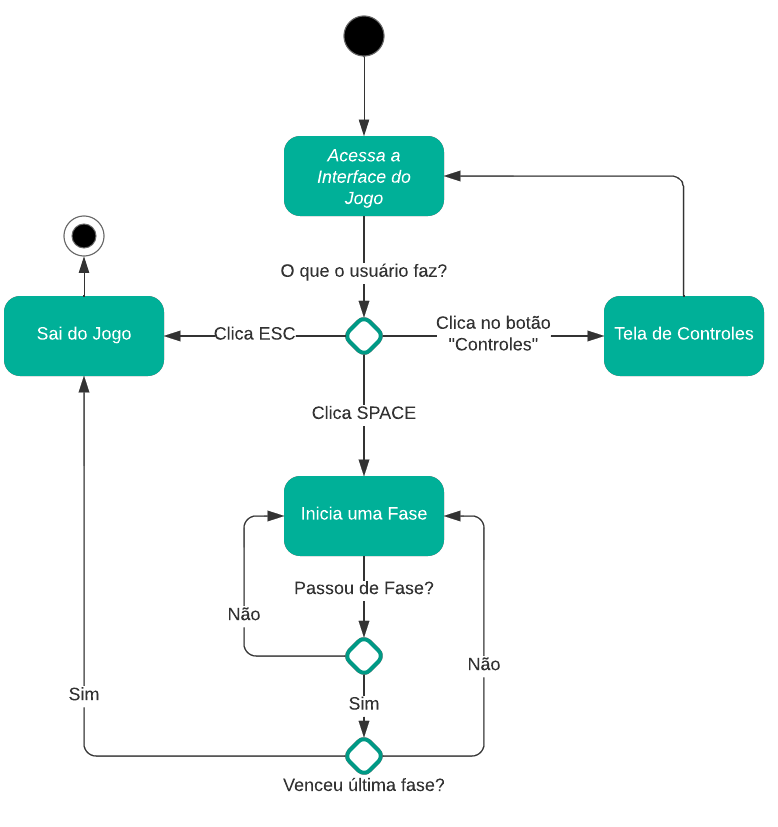 Acessa a
Interface do
Jogo
O que o usuário faz?
Sai do Jogo
Clica ESC
Clica no botão
"Controles"
Tela de Controles
Clica SPACE
Inicia uma Fase
Passou de Fase?
Não
Não
Sim
Sim
Venceu última fase?